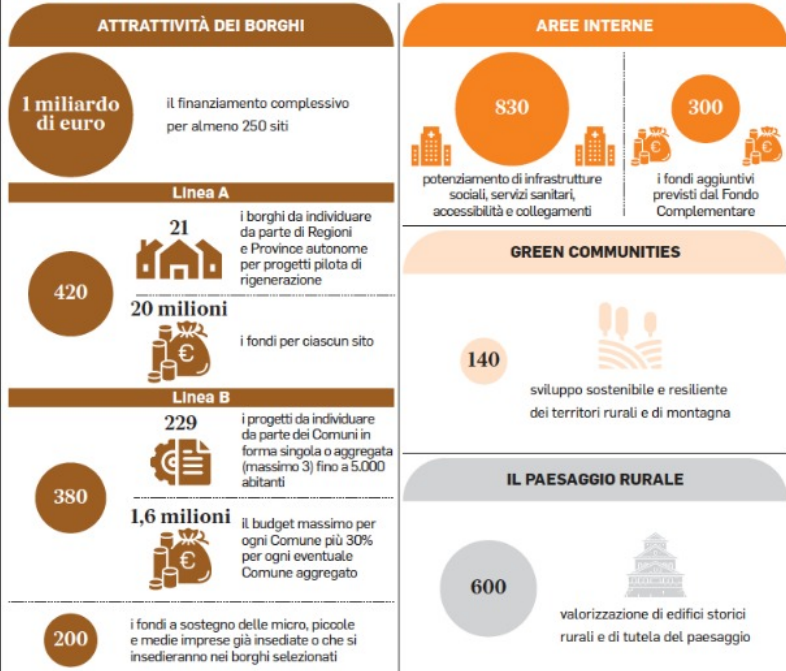 ATTRATTIVITÀ DEI BORGHI
1 miliardo
di euro
il finanziamento complessivo
per almeno 250 siti
Linea A
420
21
i borghi da individuare
da parte di Regioni
e Province autonome
per progetti pilota di
rigenerazione
20 milioni
€
i fondi per ciascun sito
Linea B
380
229
i progetti da individuare
da parte dei Comuni in
forma singola o aggregata
(massimo 3) fino a 5.000
abitanti
1,6 milioni
€
il budget massimo per
ogni Comune più 30%
per ogni eventuale
Comune aggregato
200
i fondi a sostegno delle micro, piccole
e medie imprese già insediate o che si
insedieranno nei borghi selezionati
AREE INTERNE
830
potenziamento di infrastrutture
sociali, servizi sanitari,
accessibilità e collegamenti
300
€
€
i fondi aggiuntivi
previsti dal Fondo
Complementare
GREEN COMMUNITIES
140
sviluppo sostenibile e resiliente
dei territori rurali e di montagna
IL PAESAGGIO RURALE
600
valorizzazione di edifici storici
rurali e di tutela del paesaggio